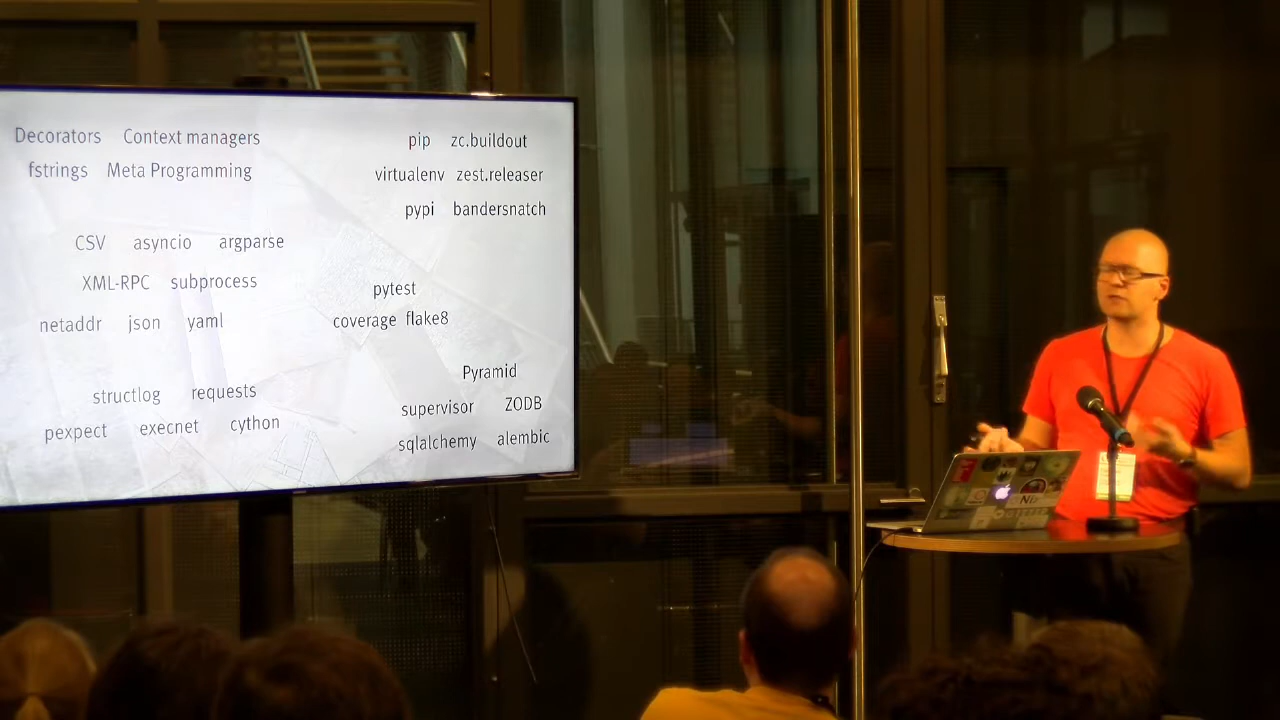 Decorators Context managers
fstrings Meta Programming
CSV asyncio argparse
XML-RPC subprocess
netaddr json yaml
structlog requests
pexpect execnet cython
pip zc.buildout
virtualenv zest.releaser
pypi bandersnatch
pytest
coverage flake8
Pyramid
supervisor ZODB
sqlalchemy alembic